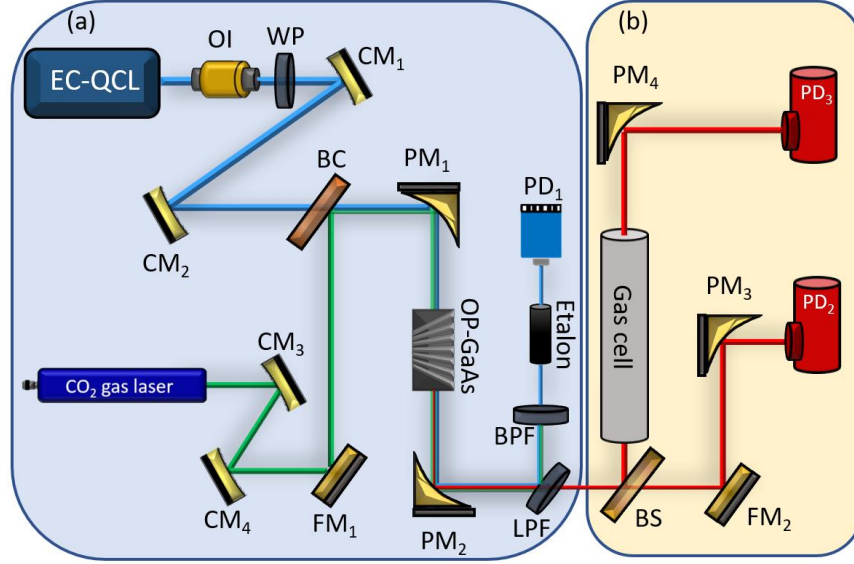 (a)
(b)
OI
WP
CM₁
EC-QCL
PM₄
PD₃
BC
PM₁
PD₁
CM₂
OP-GaAs
Etalon
Gas cell
PM₃
PD₂
CM₃
CO₂ gas laser
BPF
CM₄
FM₁
PM₂
LPF
BS
FM₂